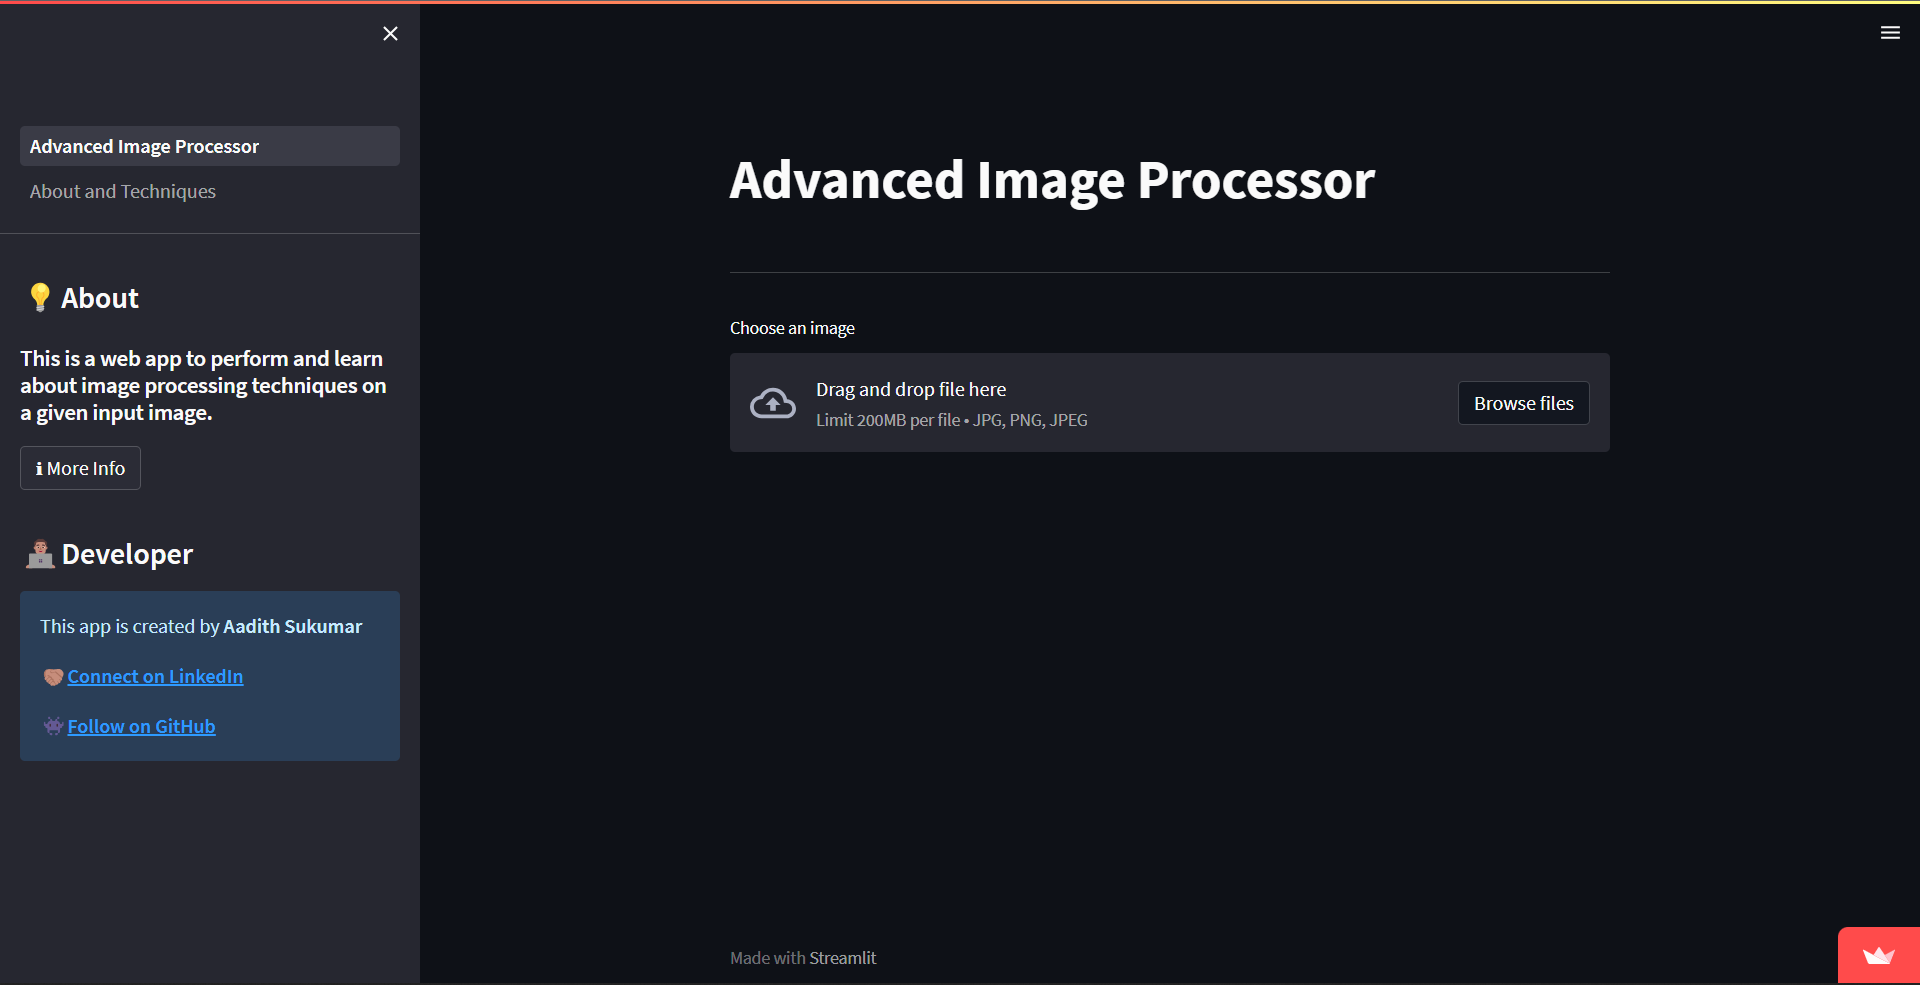 Advanced Image Processor
About and Techniques
💡 About
This is a web app to perform and learn
about image processing techniques on
a given input image.
ℹ More Info
👨🏽‍💻 Developer
This app is created by Aadith Sukumar
🤝🏽 Connect on LinkedIn
👾 Follow on GitHub
Advanced Image Processor
Choose an image
Drag and drop file here
Limit 200MB per file • JPG, PNG, JPEG
Browse files
Made with Streamlit